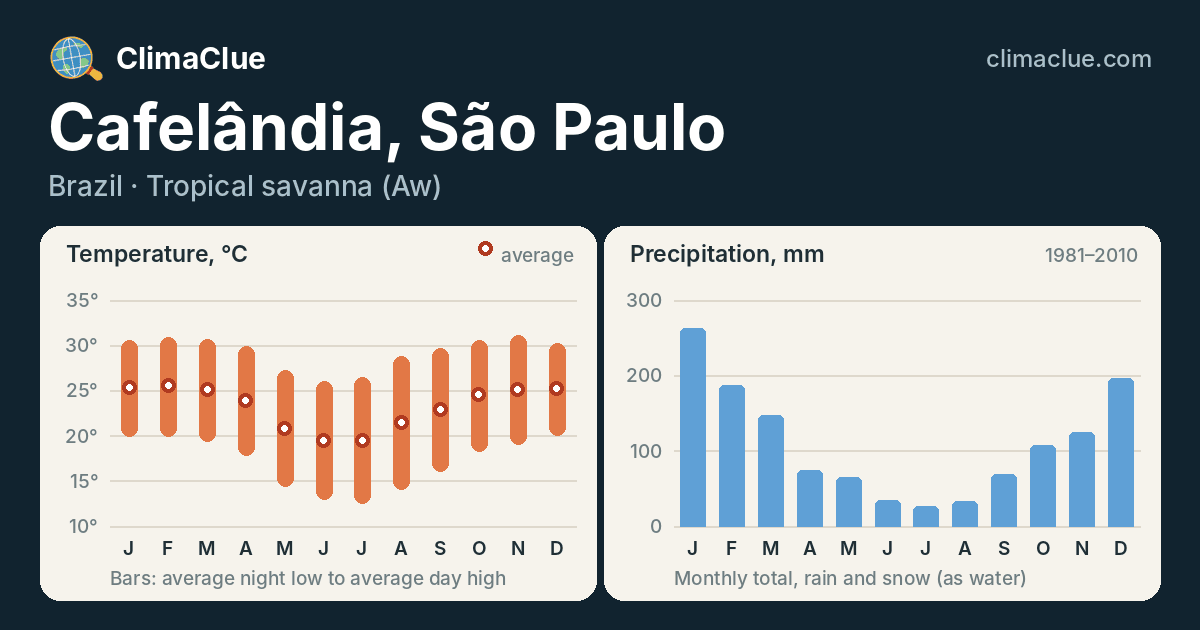 ClimaClue
climaclue.com
Cafelândia, São Paulo
Brazil · Tropical savanna (Aw)
Temperature, °C
average
35°
30°
25°
20°
15°
10°
J F M A M J J A S O N D
Bars: average night low to average day high
Precipitation, mm
1981–2010
300
200
100
0
J F M A M J J A S O N D
Monthly total, rain and snow (as water)